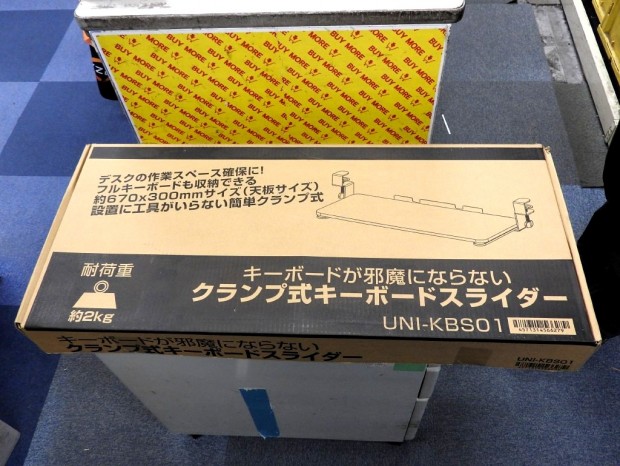 BUY MORE
デスクの作業スペース確保に!
フルキーボードも収納できる
約670x300mmサイズ(天板サイズ)
設置に工具がいらない簡単クランプ式
耐荷重
約2kg
キーボードが邪魔にならない
クランプ式キーボードスライダー
UNI-KBS01
キーボードが邪魔にならない
クランプ式キーボードスライダー
UNI-KBS01